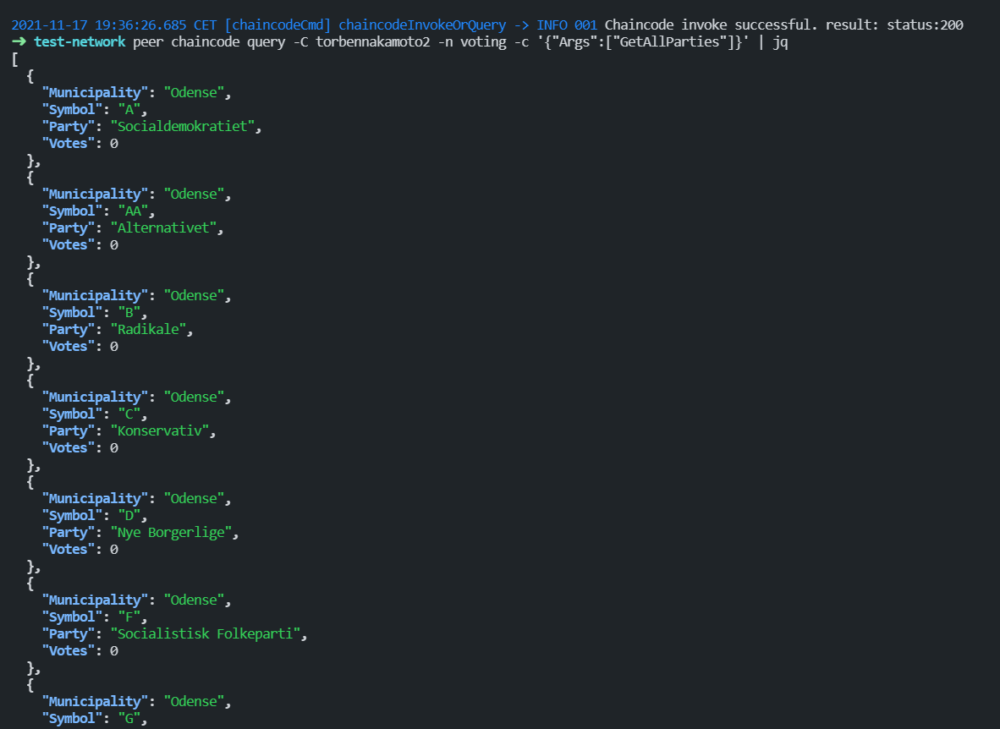 2021-11-17 19:36:26.685 CET [chaincodeCmd] chaincodeInvokeOrQuery -> INFO 001 Chaincode invoke successful. result: status:200
➜ test-network peer chaincode query -C torbennakamoto2 -n voting -c '{"Args":["GetAllParties"]}' | jq
[
  {
    "Municipality": "Odense",
    "Symbol": "A",
    "Party": "Socialdemokratiet",
    "Votes": 0
  },
  {
    "Municipality": "Odense",
    "Symbol": "AA",
    "Party": "Alternativet",
    "Votes": 0
  },
  {
    "Municipality": "Odense",
    "Symbol": "B",
    "Party": "Radikale",
    "Votes": 0
  },
  {
    "Municipality": "Odense",
    "Symbol": "C",
    "Party": "Konservativ",
    "Votes": 0
  },
  {
    "Municipality": "Odense",
    "Symbol": "D",
    "Party": "Nye Borgerlige",
    "Votes": 0
  },
  {
    "Municipality": "Odense",
    "Symbol": "F",
    "Party": "Socialistisk Folkeparti",
    "Votes": 0
  },
  {
    "Municipality": "Odense",
    "Symbol": "G",